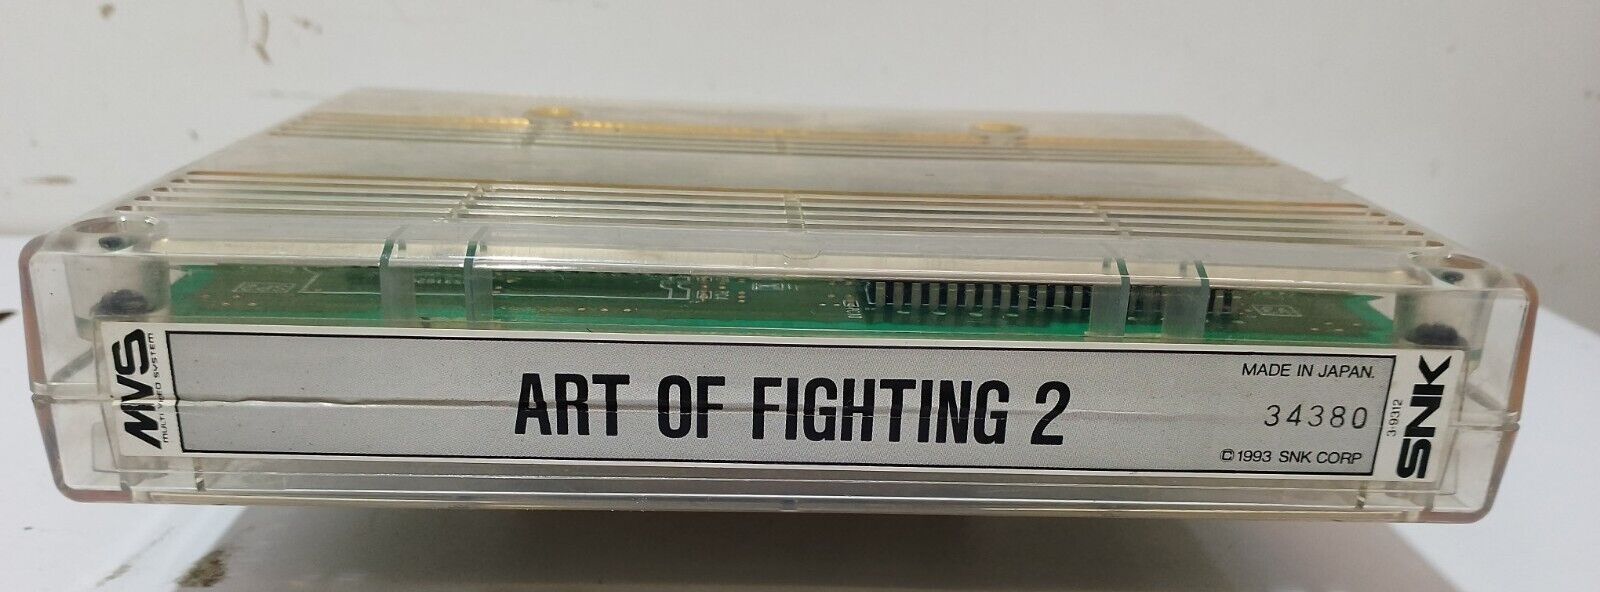 MVS
MULTI VIDEO SYSTEM
ART OF FIGHTING 2
MADE IN JAPAN.
34380
©1993 SNK CORP
3-9312
SNK